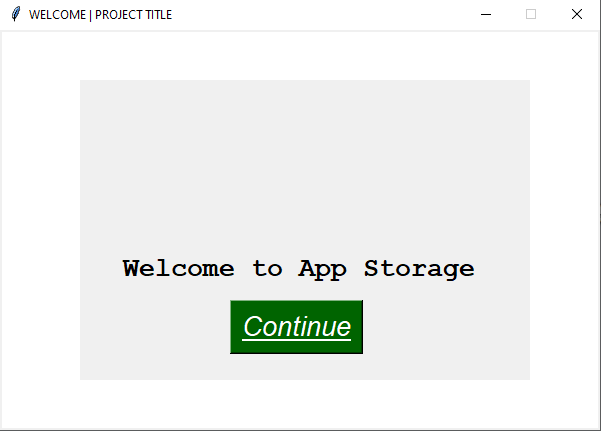 WELCOME | PROJECT TITLE
Welcome to App Storage
Continue